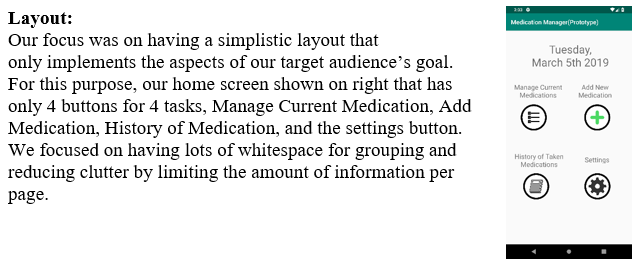 Layout:
Our focus was on having a simplistic layout that
only implements the aspects of our target audience's goal.
For this purpose, our home screen shown on right that has
only 4 buttons for 4 tasks, Manage Current Medication, Add
Medication, History of Medication, and the settings button.
We focused on having lots of whitespace for grouping and
reducing clutter by limiting the amount of information per
page.
3:53
Medication Manager(Prototype)
Tuesday,
March 5th 2019
Manage Current
Medications
Add New
Medication
History of Taken
Medications
Settings